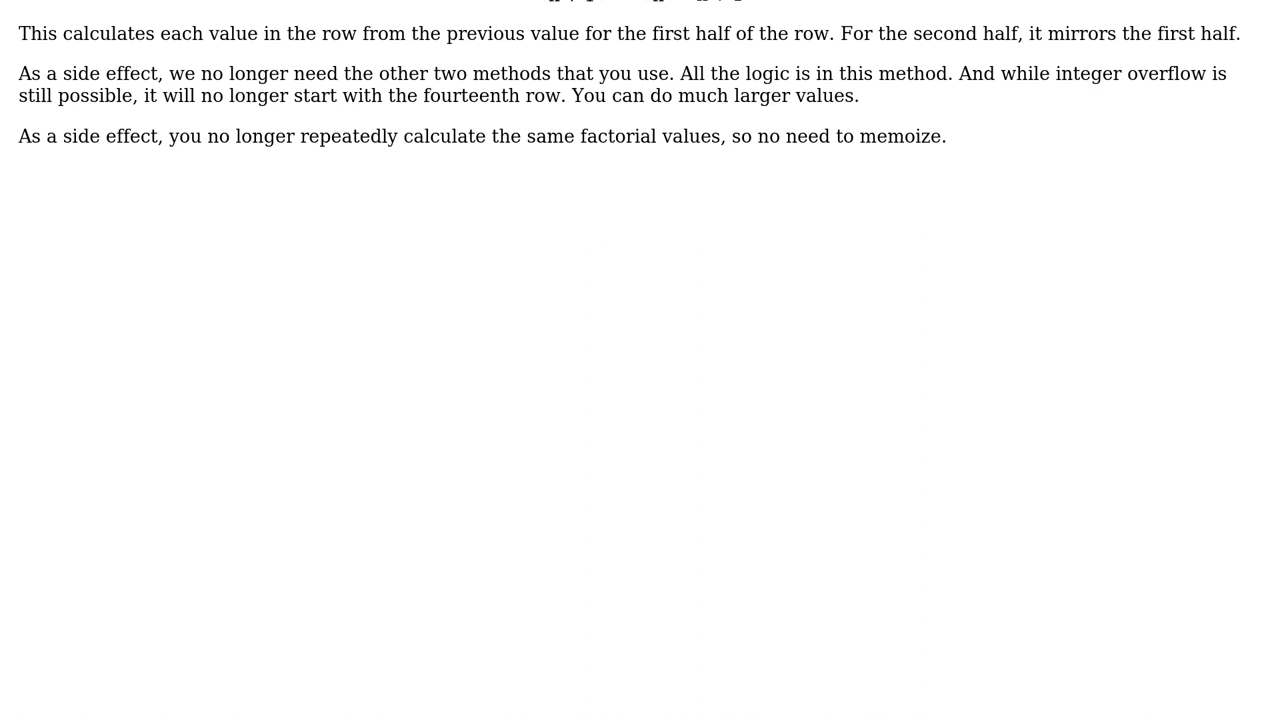 This calculates each value in the row from the previous value for the first half of the row. For the second half, it mirrors the first half.
As a side effect, we no longer need the other two methods that you use. All the logic is in this method. And while integer overflow is
still possible, it will no longer start with the fourteenth row. You can do much larger values.
As a side effect, you no longer repeatedly calculate the same factorial values, so no need to memoize.